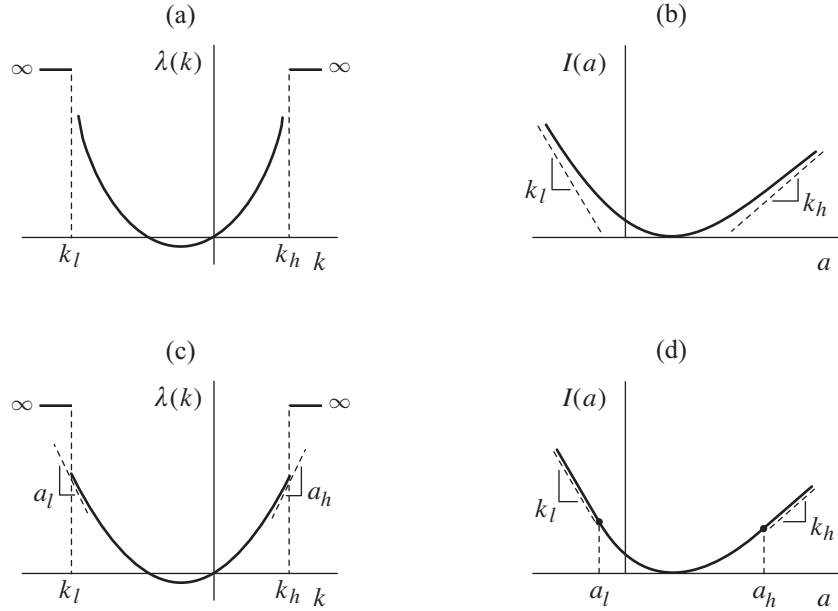 (a)
(b)
∞ λ(k) ∞
I(a)
k_l
k_h
k_l k_h k
a
(c)
(d)
∞ λ(k) ∞
I(a)
a_l
a_h
k_l
k_h
k_l k_h k
a_l a_h a